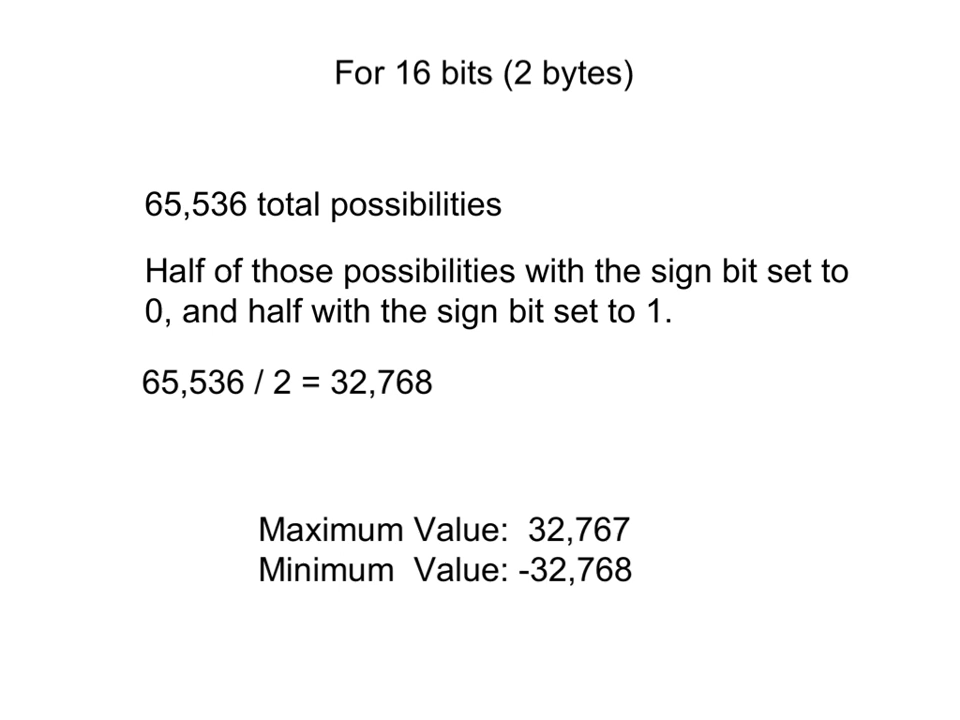 For 16 bits (2 bytes)
65,536 total possibilities
Half of those possibilities with the sign bit set to
0, and half with the sign bit set to 1.
65,536 / 2 = 32,768
Maximum Value:  32,767
Minimum  Value: -32,768